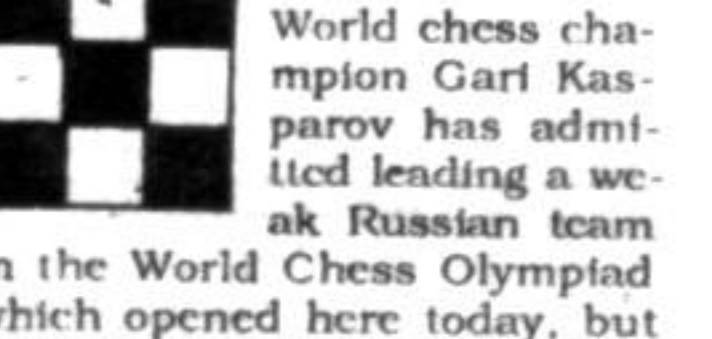 World chess cha-
mpion Gari Kas-
parov has admi-
tted leading a we-
ak Russian team
the World Chess Olympiad
which opened here today, but